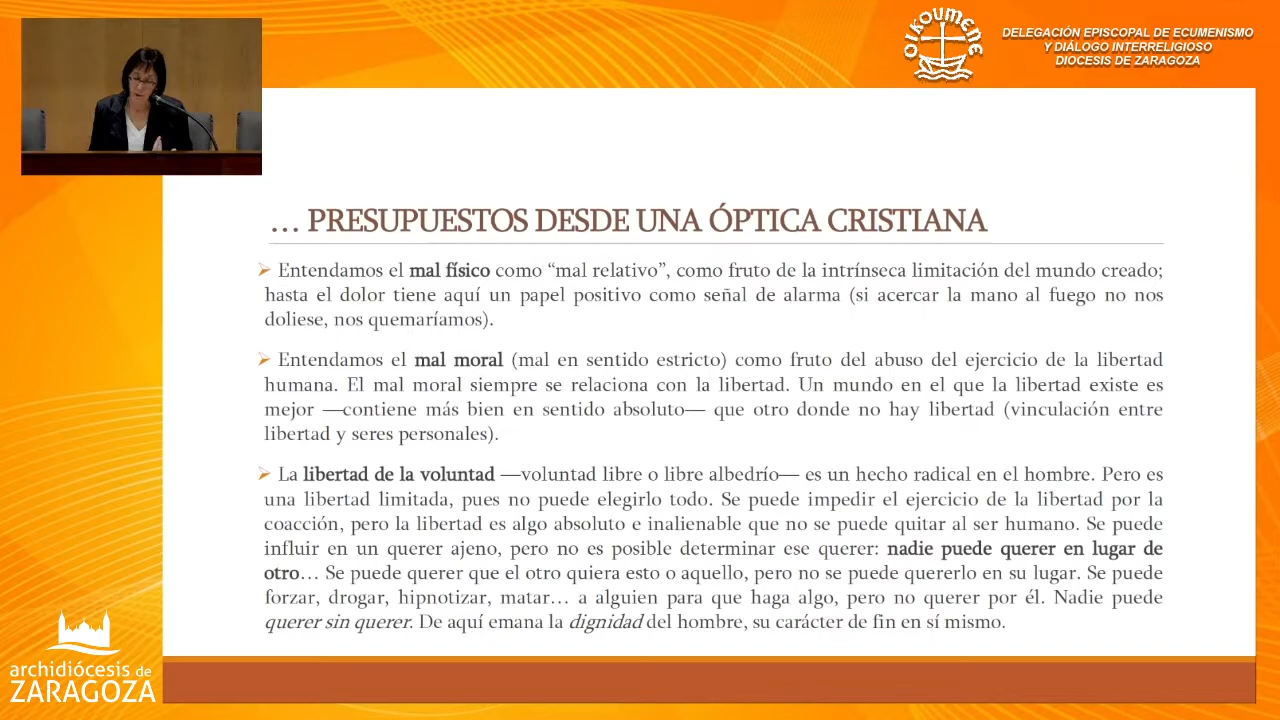 OIKOUMENE
DELEGACIÓN EPISCOPAL DE ECUMENISMO
Y DIÁLOGO INTERRELIGIOSO
DIOCESIS DE ZARAGOZA
… PRESUPUESTOS DESDE UNA ÓPTICA CRISTIANA
Entendamos el mal físico como “mal relativo”, como fruto de la intrínseca limitación del mundo creado;
hasta el dolor tiene aquí un papel positivo como señal de alarma (si acercar la mano al fuego no nos
doliese, nos quemaríamos).
Entendamos el mal moral (mal en sentido estricto) como fruto del abuso del ejercicio de la libertad
humana. El mal moral siempre se relaciona con la libertad. Un mundo en el que la libertad existe es
mejor —contiene más bien en sentido absoluto— que otro donde no hay libertad (vinculación entre
libertad y seres personales).
La libertad de la voluntad —voluntad libre o libre albedrío— es un hecho radical en el hombre. Pero es
una libertad limitada, pues no puede elegirlo todo. Se puede impedir el ejercicio de la libertad por la
coacción, pero la libertad es algo absoluto e inalienable que no se puede quitar al ser humano. Se puede
influir en un querer ajeno, pero no es posible determinar ese querer: nadie puede querer en lugar de
otro… Se puede querer que el otro quiera esto o aquello, pero no se puede quererlo en su lugar. Se puede
forzar, drogar, hipnotizar, matar… a alguien para que haga algo, pero no querer por él. Nadie puede
querer sin querer. De aquí emana la dignidad del hombre, su carácter de fin en sí mismo.
archidiócesis de
ZARAGOZA